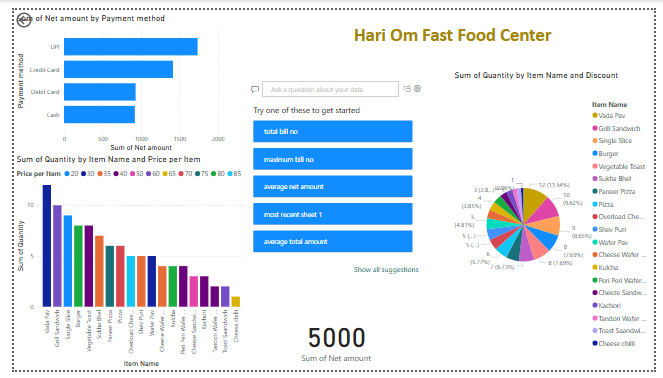 Sum of Net amount by Payment method
Hari Om Fast Food Center
Payment method
UPI
Credit Card
Debit Card
Cash
0 500 1000 1500 2000
Sum of Net amount
Ask a question about your data
Try one of these to get started
total bill no
maximum bill no
average net amount
most recent sheet 1
average total amount
Show all suggestions
Sum of Quantity by Item Name and Price per Item
Price per Item 20 30 35 40 50 60 65 70 75 80 85
Sum of Quantity
10
5
0
Vada Pav
Grill Sandwich
Single Slice
Burger
Vegetable Toast
Sukha Bhel
Paneer Pizza
Pizza
Overload Chee...
Shev Puri
Wafer Pav
Cheese Wafer ...
Kulcha
Peri Peri Wafer ...
Cheeze Sandw...
Kachori
Tandori Wafer ...
Toast Saandwi...
Cheese chilli
Item Name
5000
Sum of Net amount
Sum of Quantity by Item Name and Discount
12 (11.54%)
10
(9.62%)
9
(8.65%)
8
(7.69%)
8 (7.69%)
7 (6.73%)
6
(5.77%)
5 (...)
5 (...)
5
(4.81%)
4
(3.85%)
3 (2.8...)
1
Item Name
Vada Pav
Grill Sandwich
Single Slice
Burger
Vegetable Toast
Sukha Bhel
Paneer Pizza
Pizza
Overload Chee...
Shev Puri
Wafer Pav
Cheese Wafer ...
Kulcha
Peri Peri Wafer...
Cheeze Sandw...
Kachori
Tandori Wafer ...
Toast Saandwi...
Cheese chilli